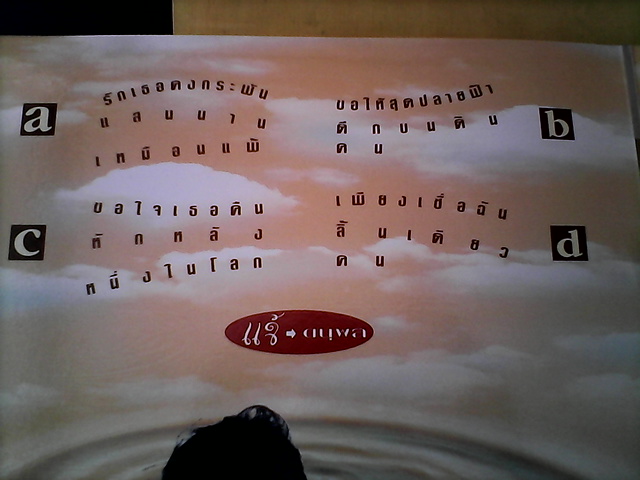 a
รักเธอคงกระพัน
แสนนาน
เหมือนแพ้
b
ขอให้สุดปลายฟ้า
ตึกบนดิน
คน
c
ขอใจเธอคืน
หักหลัง
หนึ่งในโลก
d
เพียงเชื่อฉัน
ลิ้นเดียว
คน
แจ้ ➡ ดนุพล